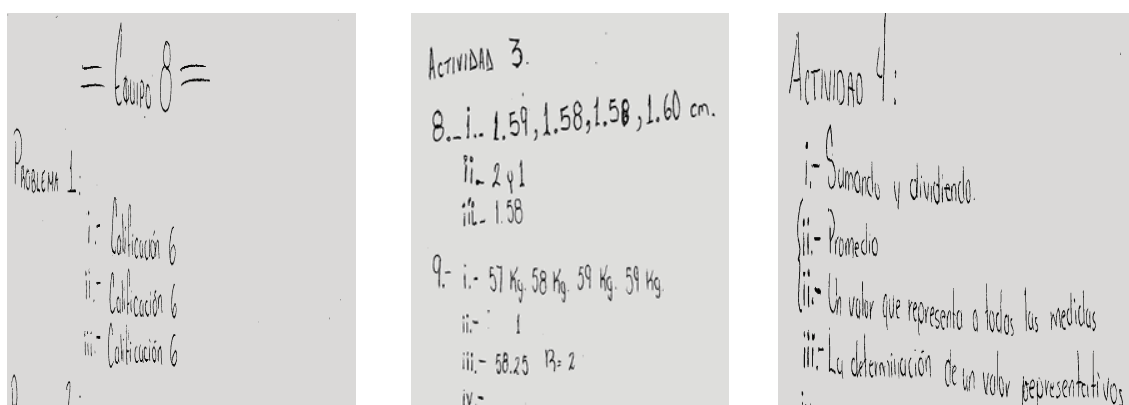 = Equipo 8 =
Problema 1:
i.- Calificación 6
ii.- Calificación 6
iii.- Calificación 6
ACTIVIDAD 3.
8.- i.- 1.59, 1.58, 1.58, 1.60 cm.
ii.- 2 y 1
iii.- 1.58
9.- i.- 57 Kg. 58 Kg. 59 Kg. 59 Kg.
ii.- 1
iii.- 58.25 R= 2
iv.-
ACTIVIDAD 4:
i.- Sumando y dividiendo.
ii.- Promedio
ii.- Un valor que representa a todas las medidas
iii.- La determinación de un valor pepresentativos